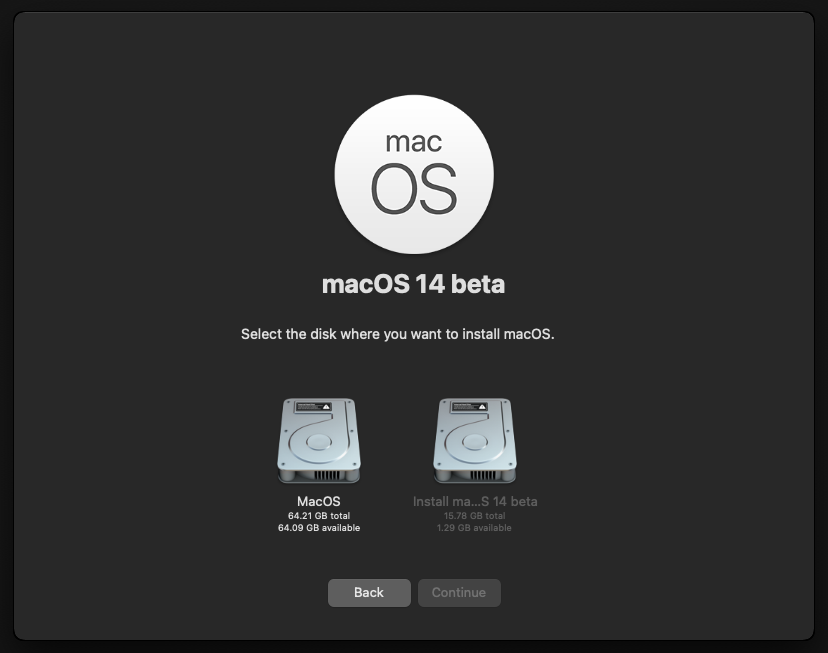 mac
OS
macOS 14 beta
Select the disk where you want to install macOS.
MacOS
64.21 GB total
64.09 GB available
Install ma...S 14 beta
15.78 GB total
1.29 GB available
Back
Continue